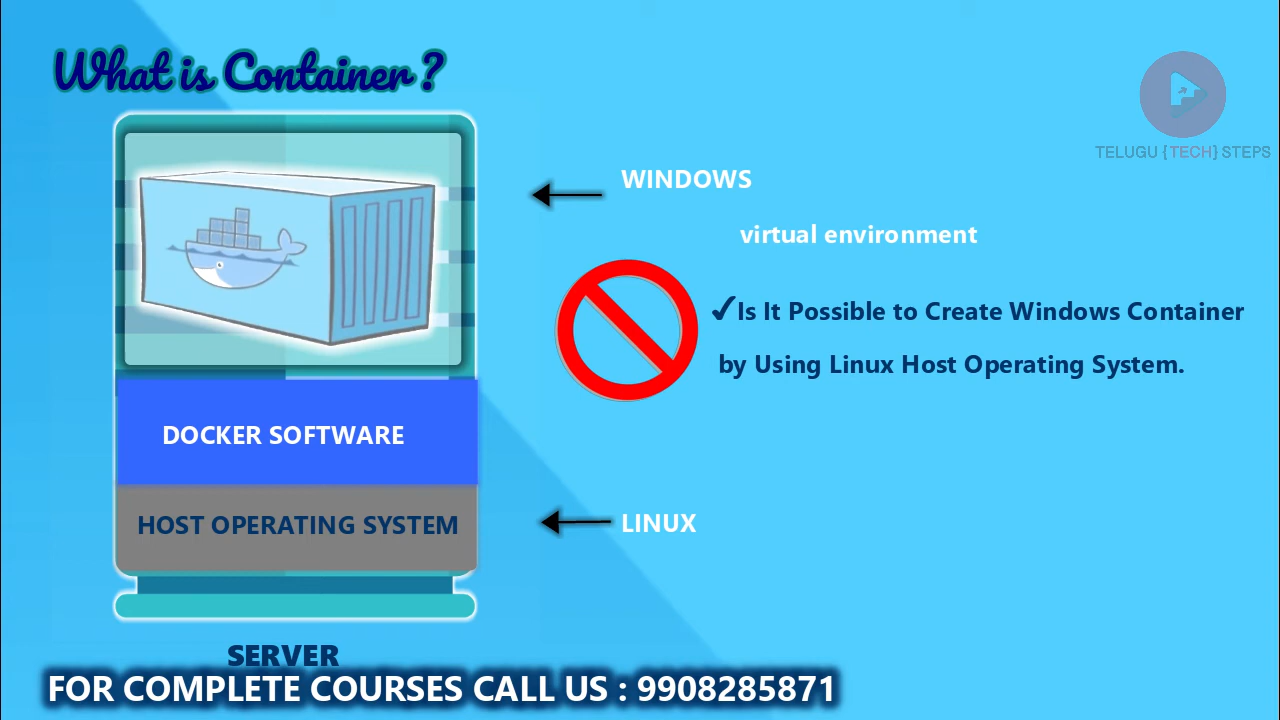 What is Container ?
TELUGU {TECH} STEPS
WINDOWS
virtual environment
✔Is It Possible to Create Windows Container
by Using Linux Host Operating System.
DOCKER SOFTWARE
HOST OPERATING SYSTEM
LINUX
SERVER
FOR COMPLETE COURSES CALL US : 9908285871